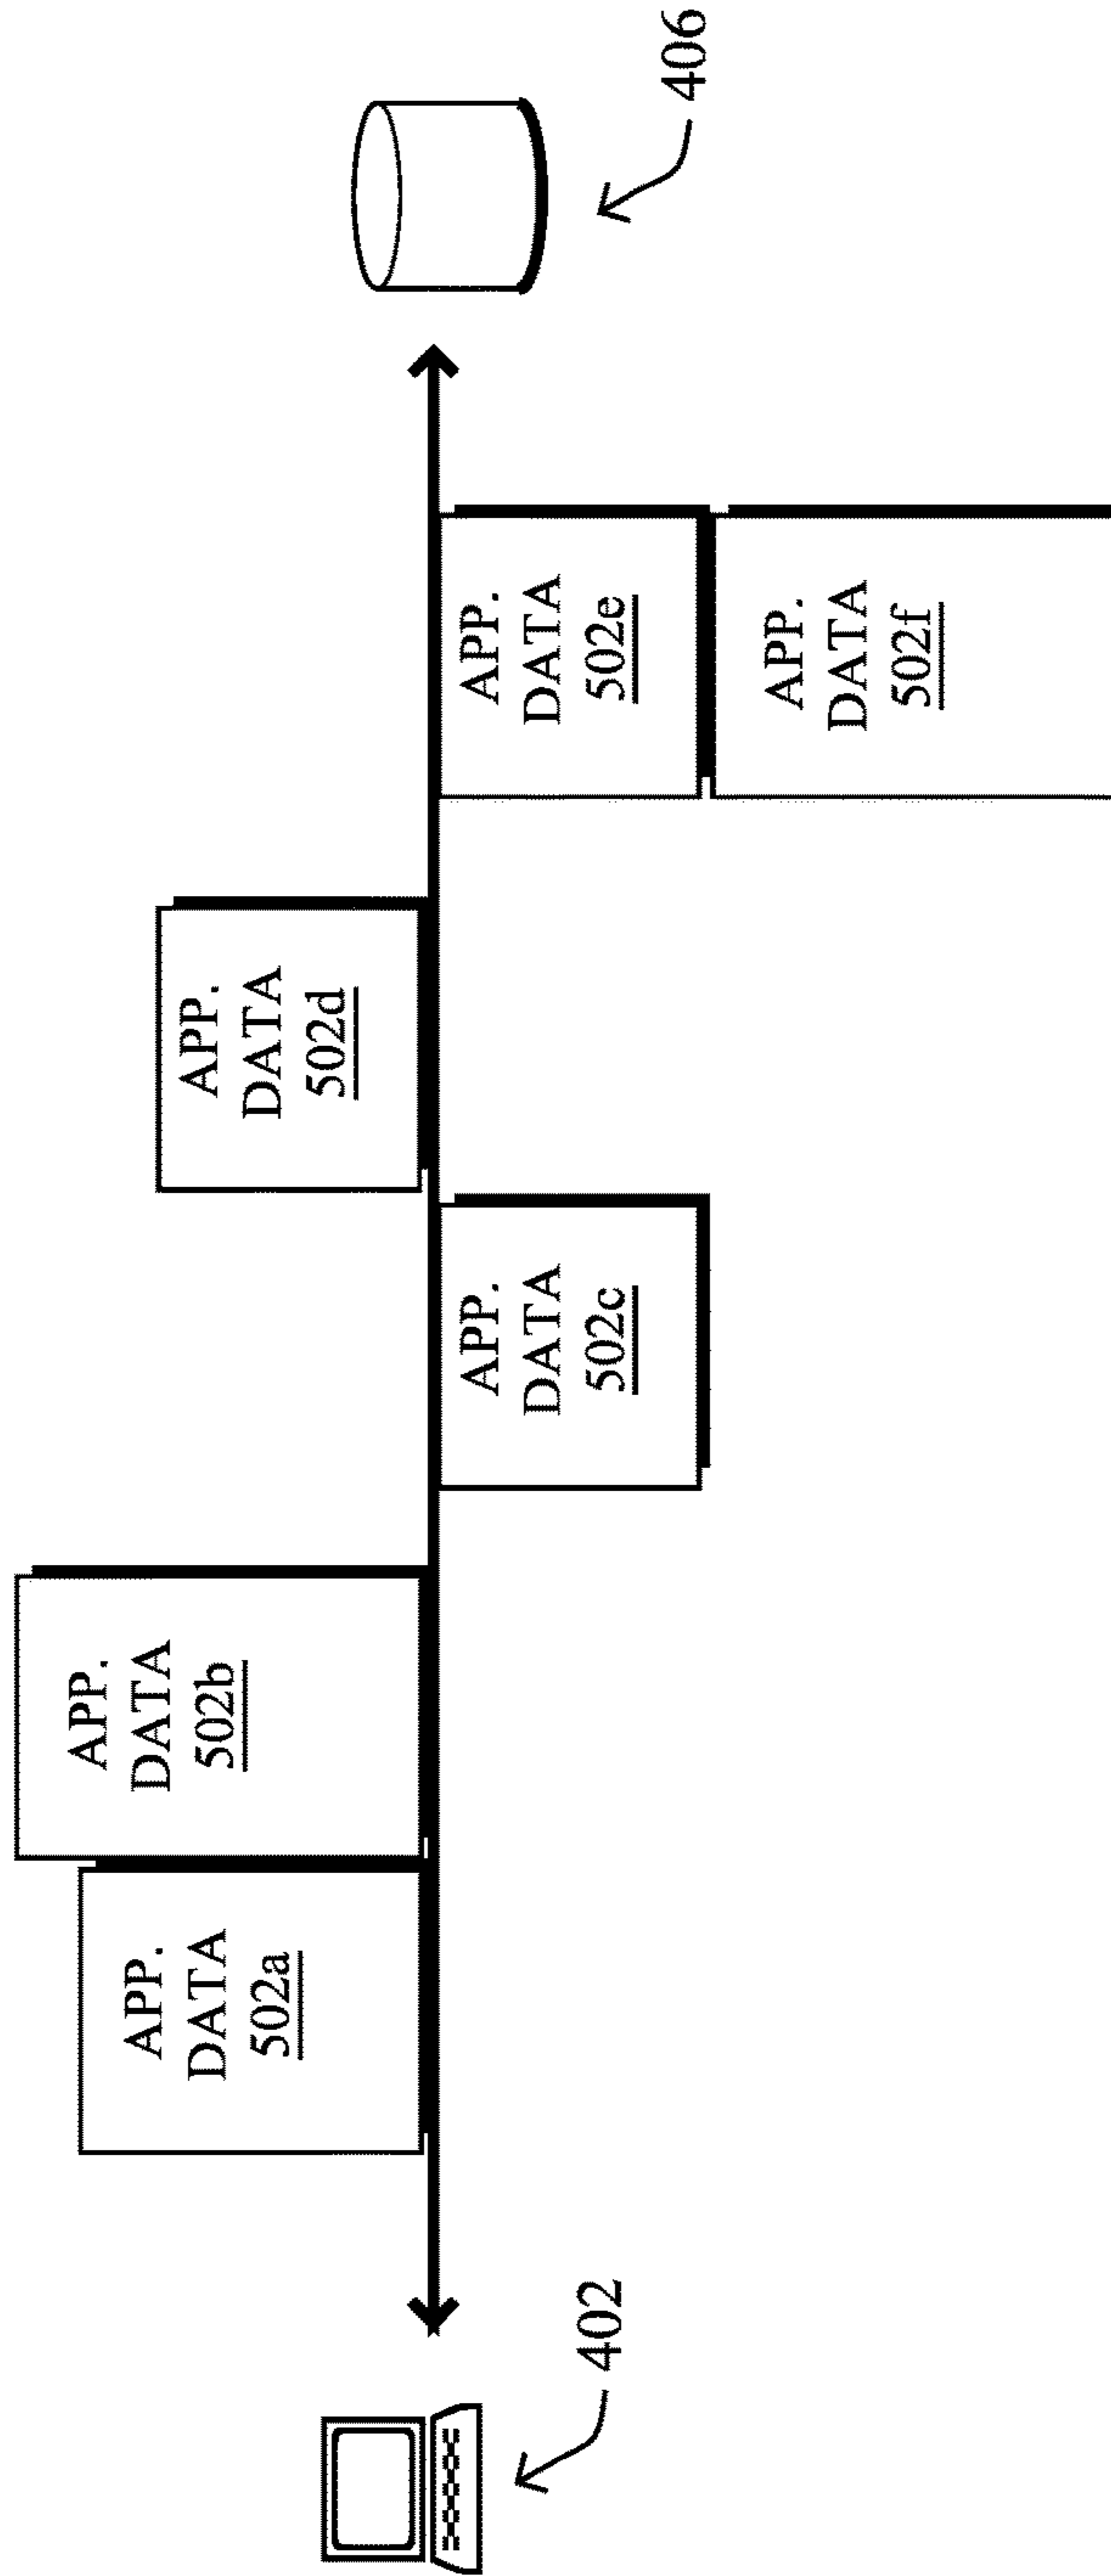 APP.
DATA
502a
APP.
DATA
502b
APP.
DATA
502c
APP.
DATA
502d
APP.
DATA
502e
APP.
DATA
502f
402
406